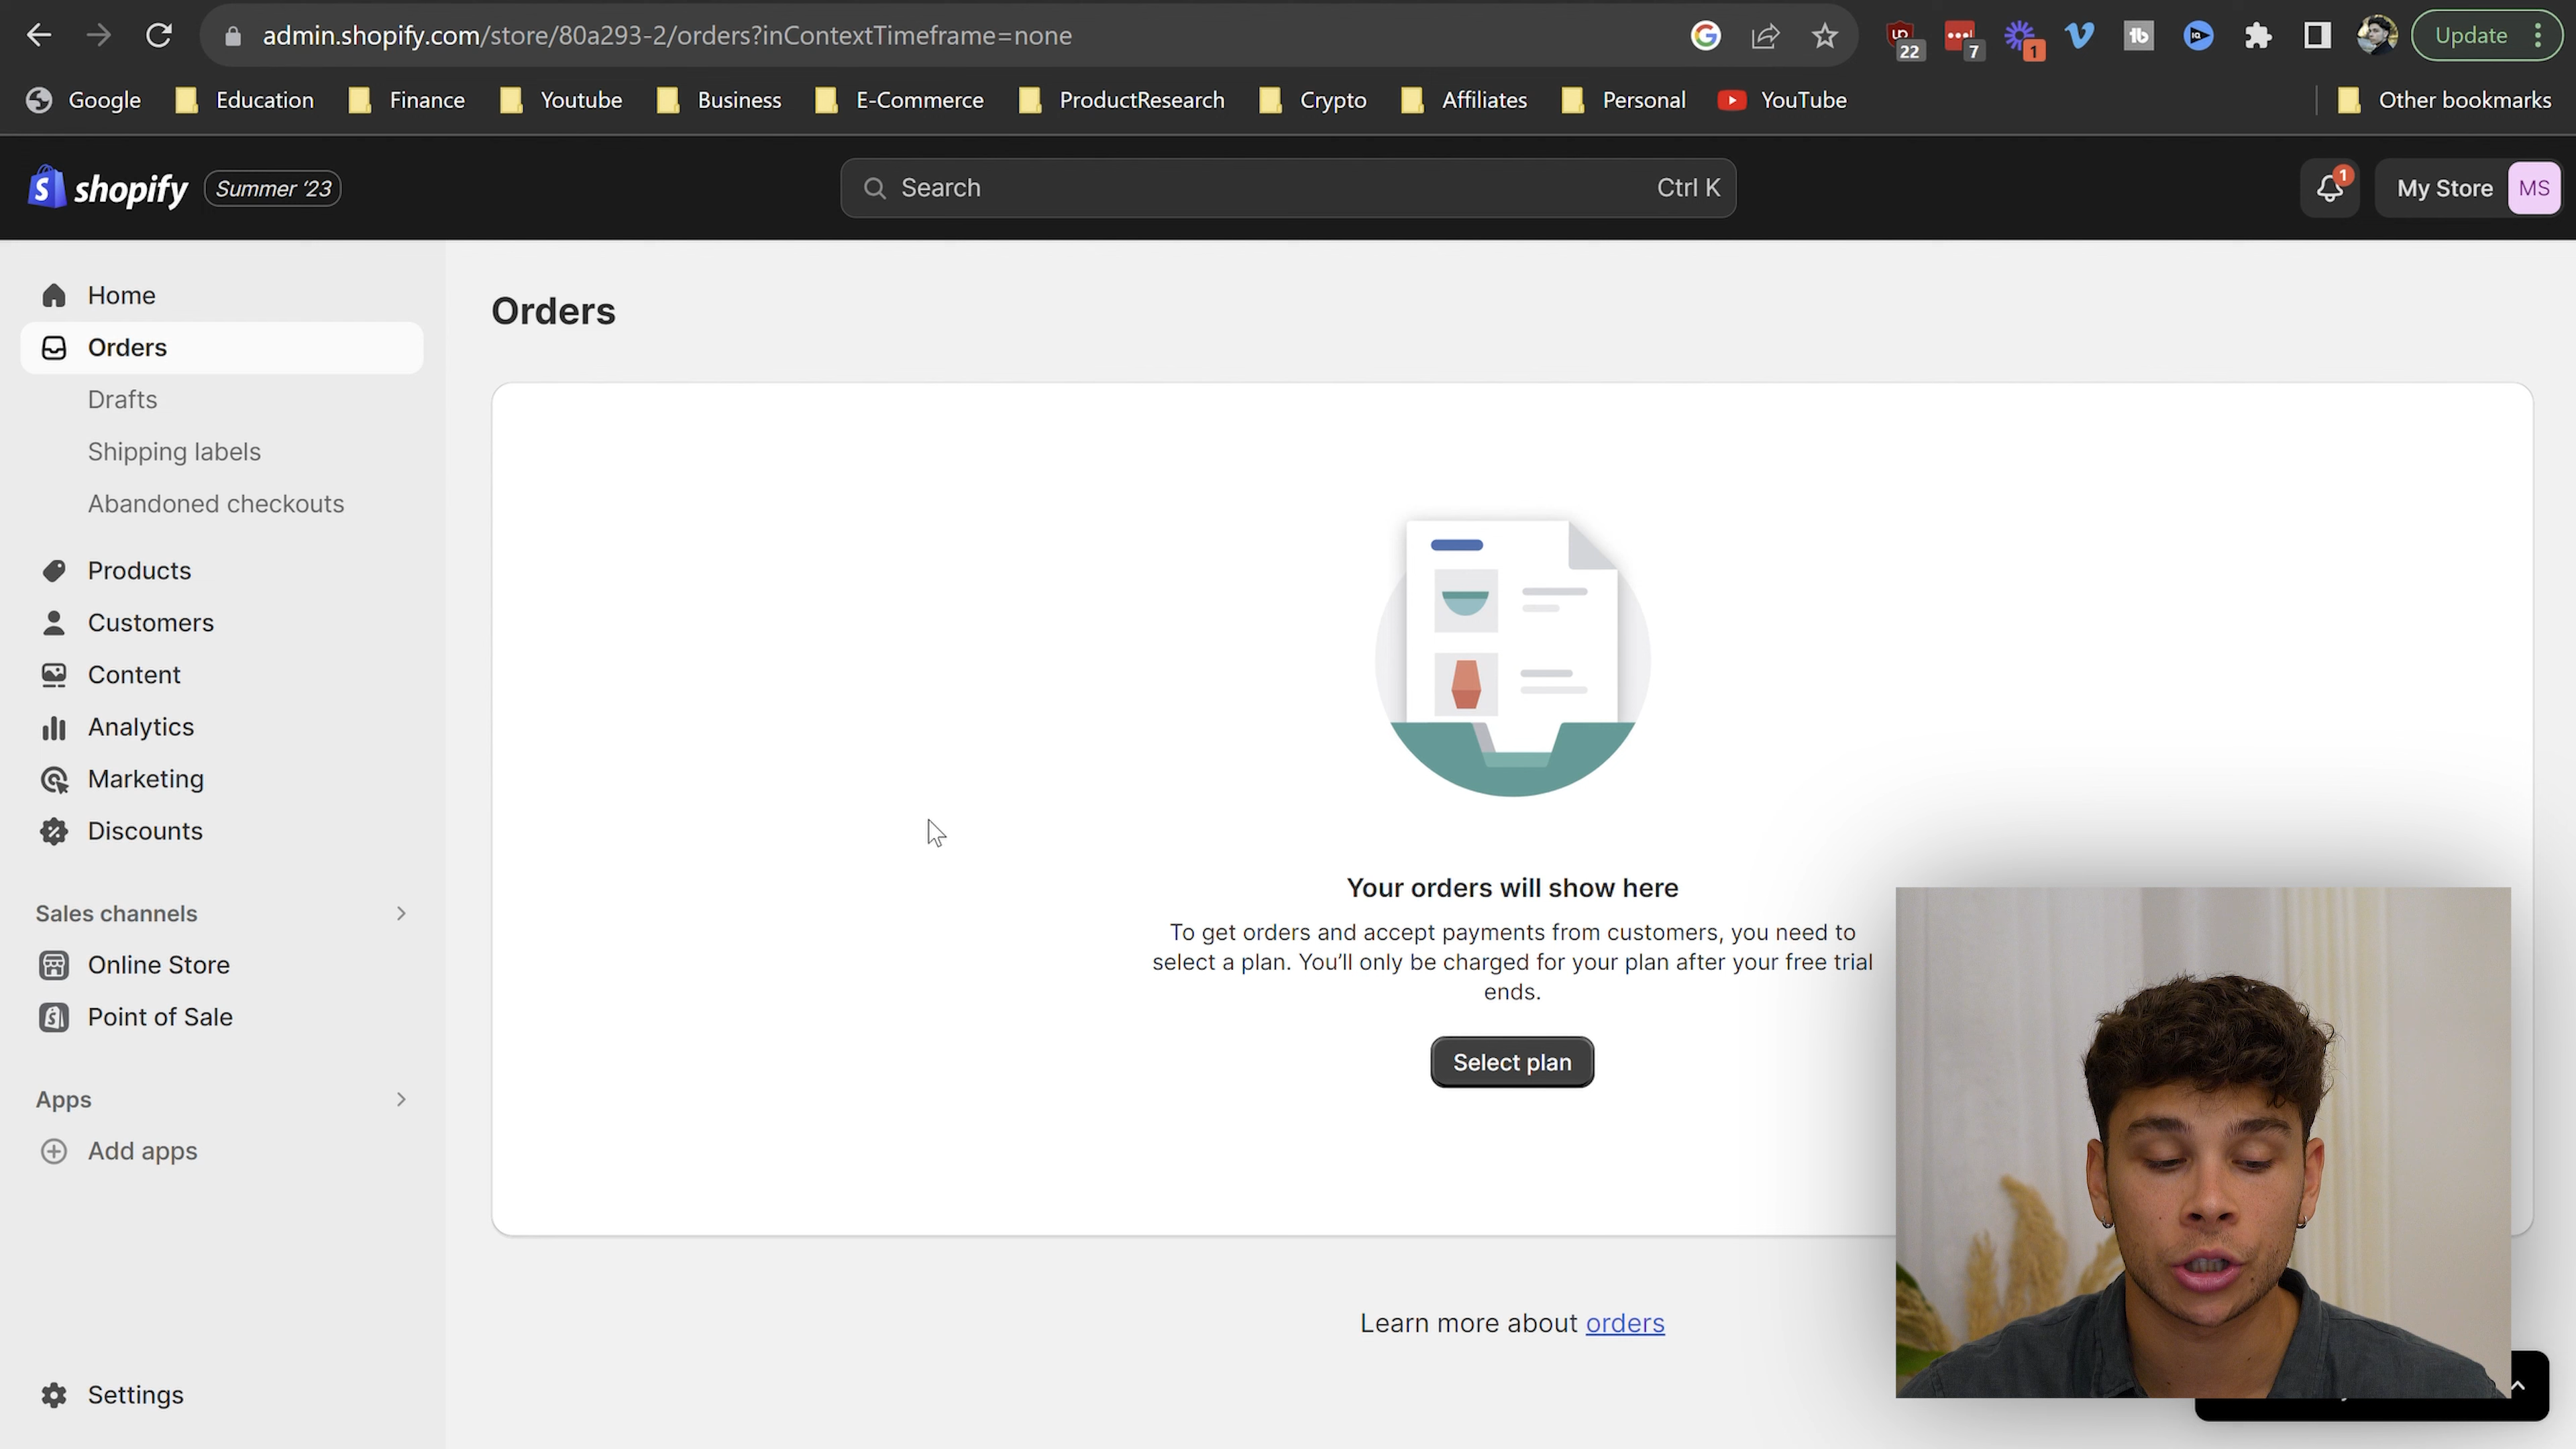 admin.shopify.com/store/80a293-2/orders?inContextTimeframe=none
22
7
1
Update
Google
Education
Finance
Youtube
Business
E-Commerce
ProductResearch
Crypto
Affiliates
Personal
YouTube
Other bookmarks
shopify
Summer '23
Search
Ctrl K
1
My Store
MS
Home
Orders
Drafts
Shipping labels
Abandoned checkouts
Products
Customers
Content
Analytics
Marketing
Discounts
Sales channels
Online Store
Point of Sale
Apps
Add apps
Settings
Orders
Your orders will show here
To get orders and accept payments from customers, you need to
select a plan. You'll only be charged for your plan after your free trial
ends.
Select plan
Learn more about orders